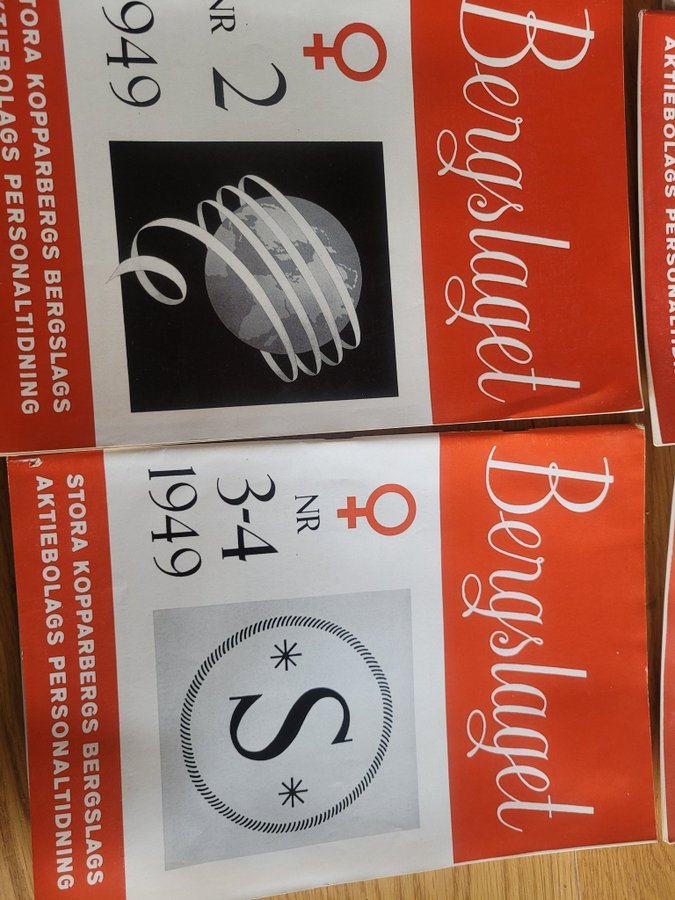 Bergslaget
NR
2
1949
STORA KOPPARBERGS BERGSLAGS
AKTIEBOLAGS PERSONALTIDNING
Bergslaget
NR
3-4
1949
S
STORA KOPPARBERGS BERGSLAGS
AKTIEBOLAGS PERSONALTIDNING
AKTIEBOLAGS